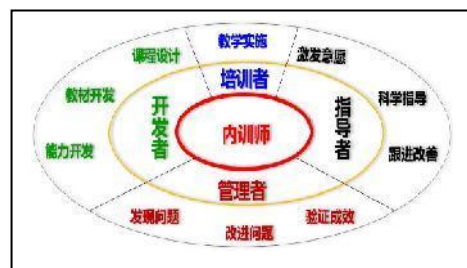 教学实施
课程设计
激发意愿
培训者
教材开发
科学指导
开发者
指导者
内训师
能力开发
跟进改善
管理者
发现问题
验证成效
改进问题